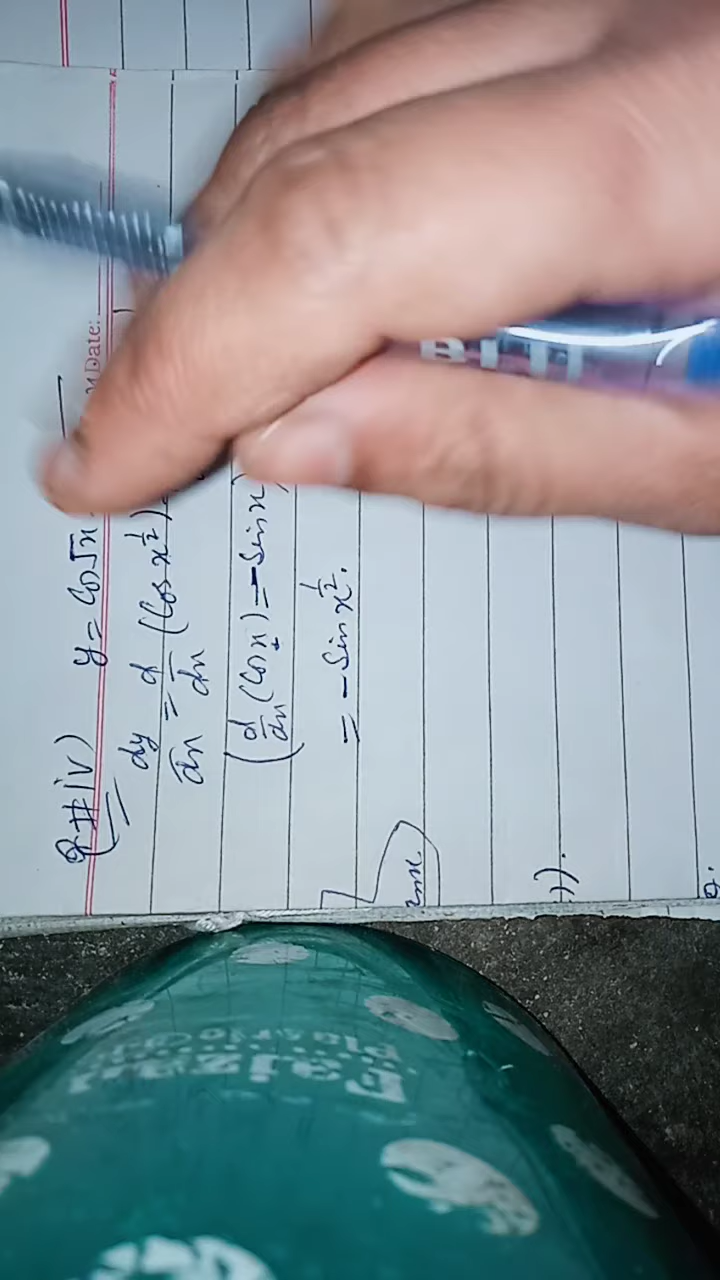 Date:
Q#iv) y = Cos√x
dy/dx = d/dx (Cos x^½)
(d/dx (Cos x) = -Sin x)
= -Sin x^½.